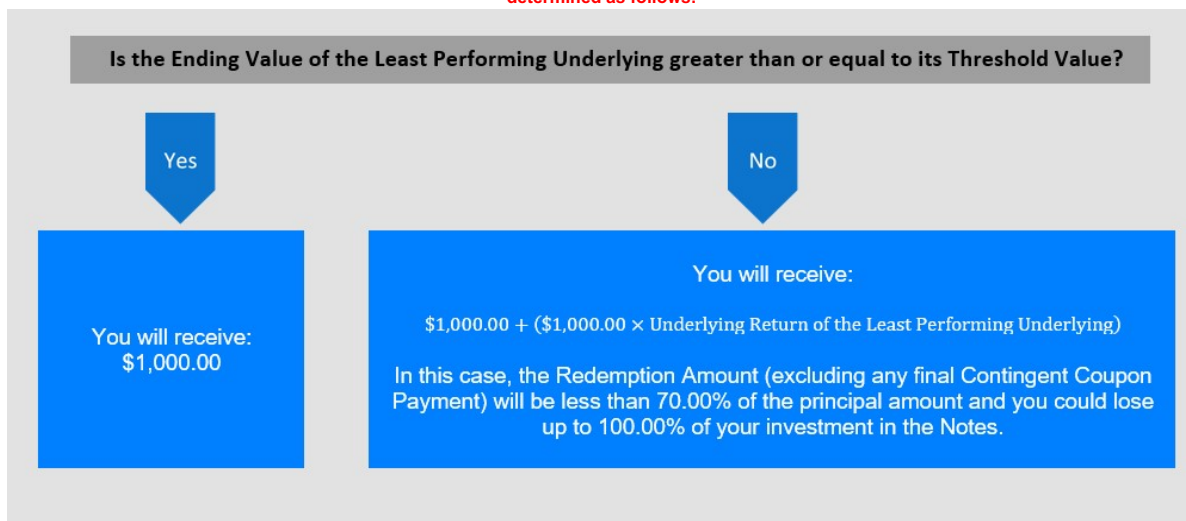 determined as follows:
Is the Ending Value of the Least Performing Underlying greater than or equal to its Threshold Value?
Yes
No
You will receive:
$1,000.00
You will receive:
$1,000.00 + ($1,000.00 × Underlying Return of the Least Performing Underlying)
In this case, the Redemption Amount (excluding any final Contingent Coupon
Payment) will be less than 70.00% of the principal amount and you could lose
up to 100.00% of your investment in the Notes.